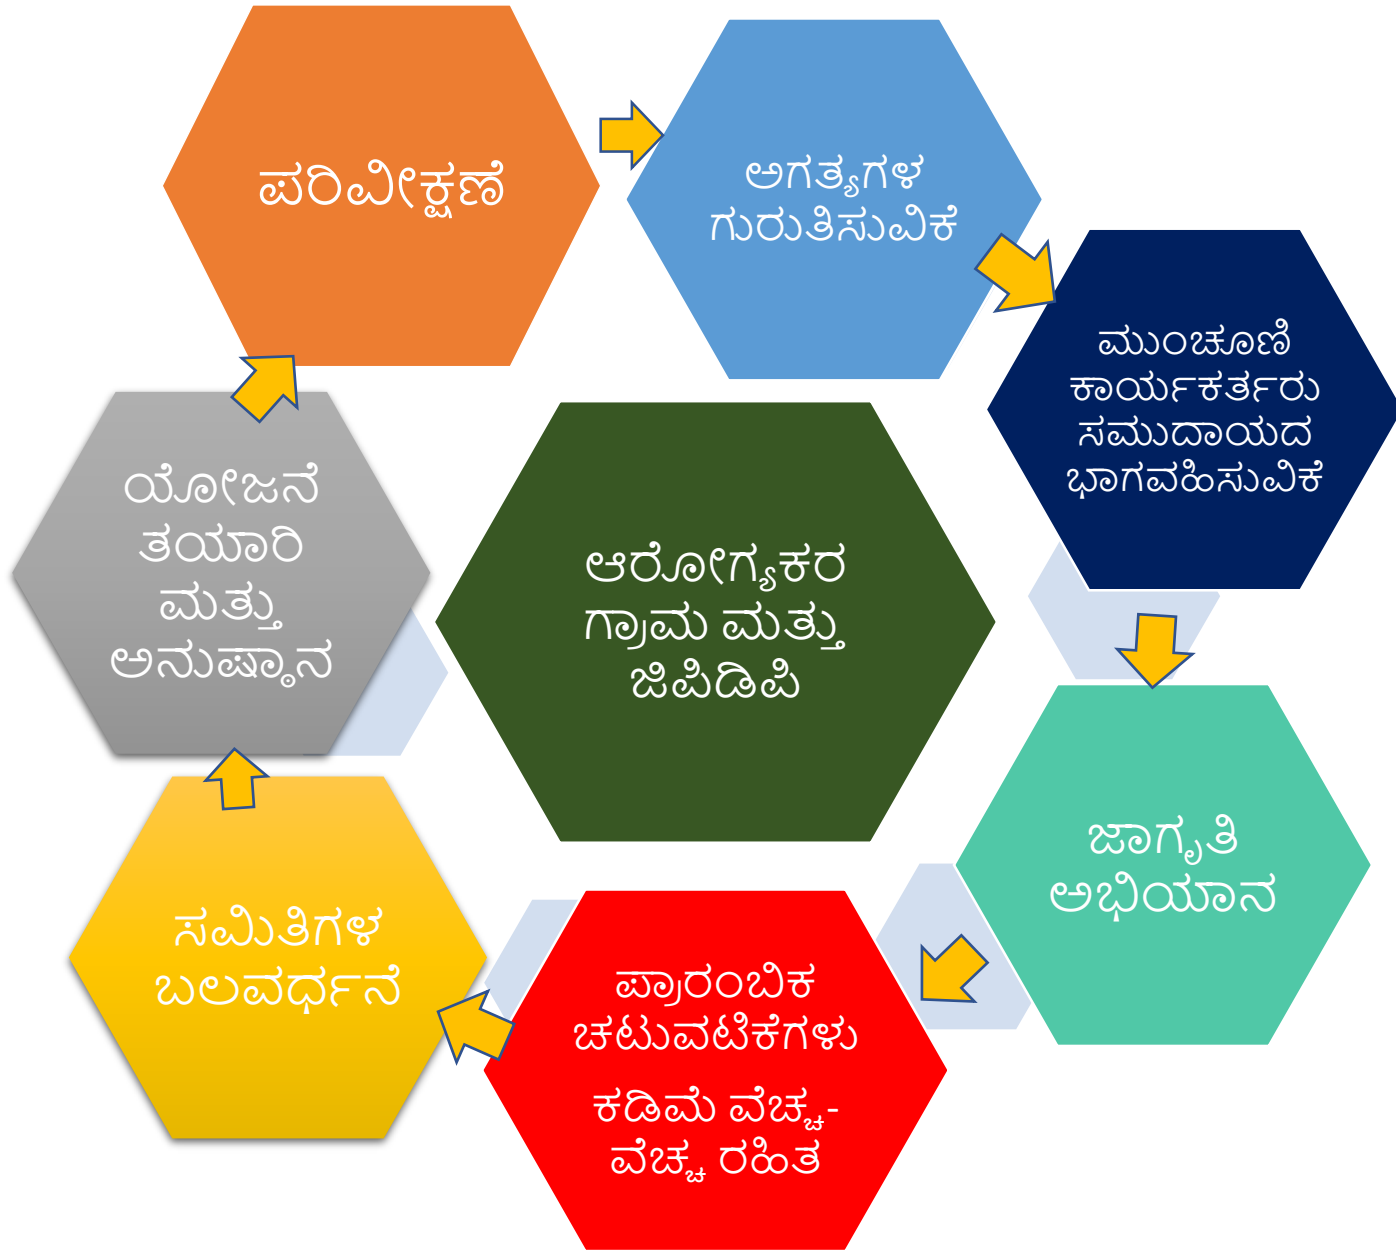 ಪರಿವೀಕ್ಷಣೆ
ಅಗತ್ಯಗಳ
ಗುರುತಿಸುವಿಕೆ
ಮುಂಚೂಣಿ
ಕಾರ್ಯಕರ್ತರು
ಸಮುದಾಯದ
ಭಾಗವಹಿಸುವಿಕೆ
ಜಾಗೃತಿ
ಅಭಿಯಾನ
ಪ್ರಾರಂಬಿಕ
ಚಟುವಟಿಕೆಗಳು
ಕಡಿಮೆ ವೆಚ್ಚ-
ವೆಚ್ಚ ರಹಿತ
ಸಮಿತಿಗಳ
ಬಲವರ್ಧನೆ
ಯೋಜನೆ
ತಯಾರಿ
ಮತ್ತು
ಅನುಷ್ಠಾನ
ಆರೋಗ್ಯಕರ
ಗ್ರಾಮ ಮತ್ತು
ಜಿಪಿಡಿಪಿ